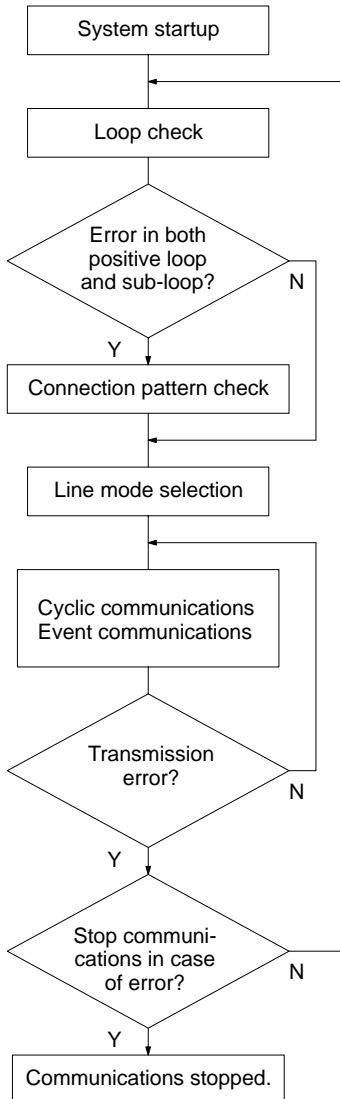 System startup
Loop check
Error in both
positive loop
and sub-loop?
N
Y
Connection pattern check
Line mode selection
Cyclic communications
Event communications
Transmission
error?
N
Y
Stop communi-
cations in case
of error?
N
Y
Communications stopped.